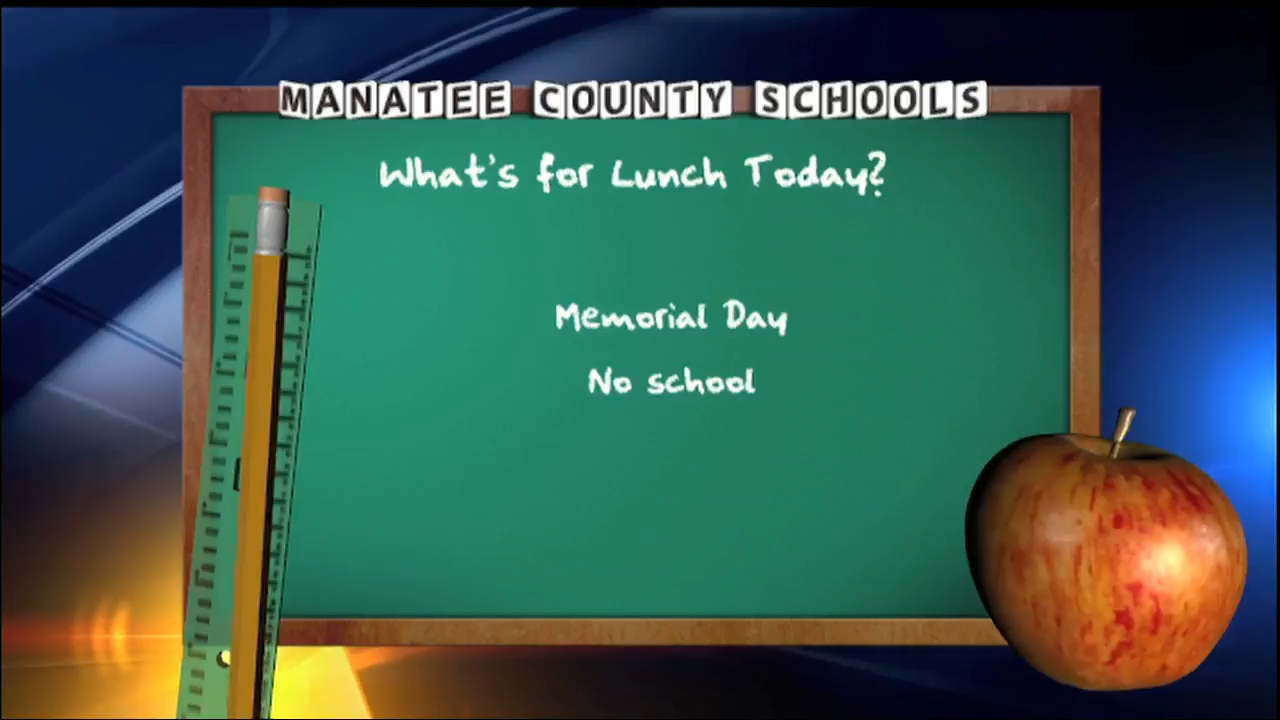 MANATEE COUNTY SCHOOLS
What's for Lunch Today?
Memorial Day
No school